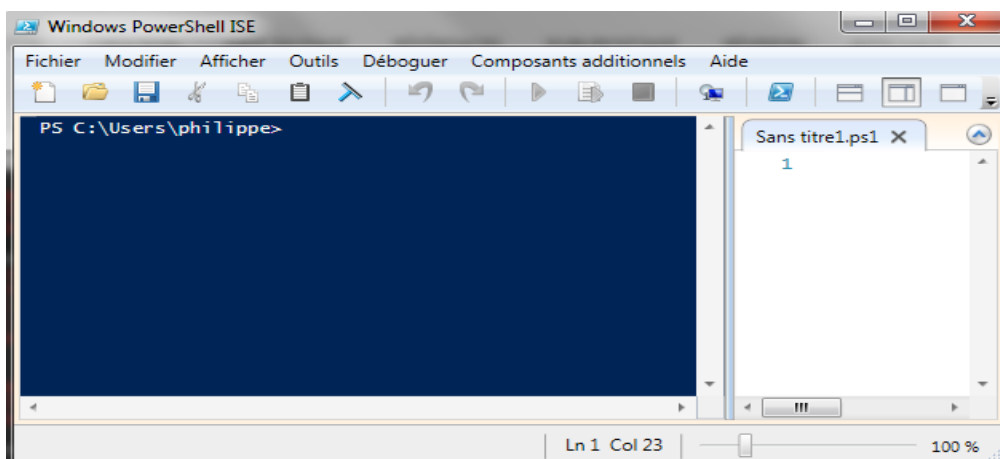 Windows PowerShell ISE
Fichier Modifier Afficher Outils Déboguer Composants additionnels Aide
PS C:\Users\philippe>
Sans titre1.ps1
1
Ln 1 Col 23
100 %